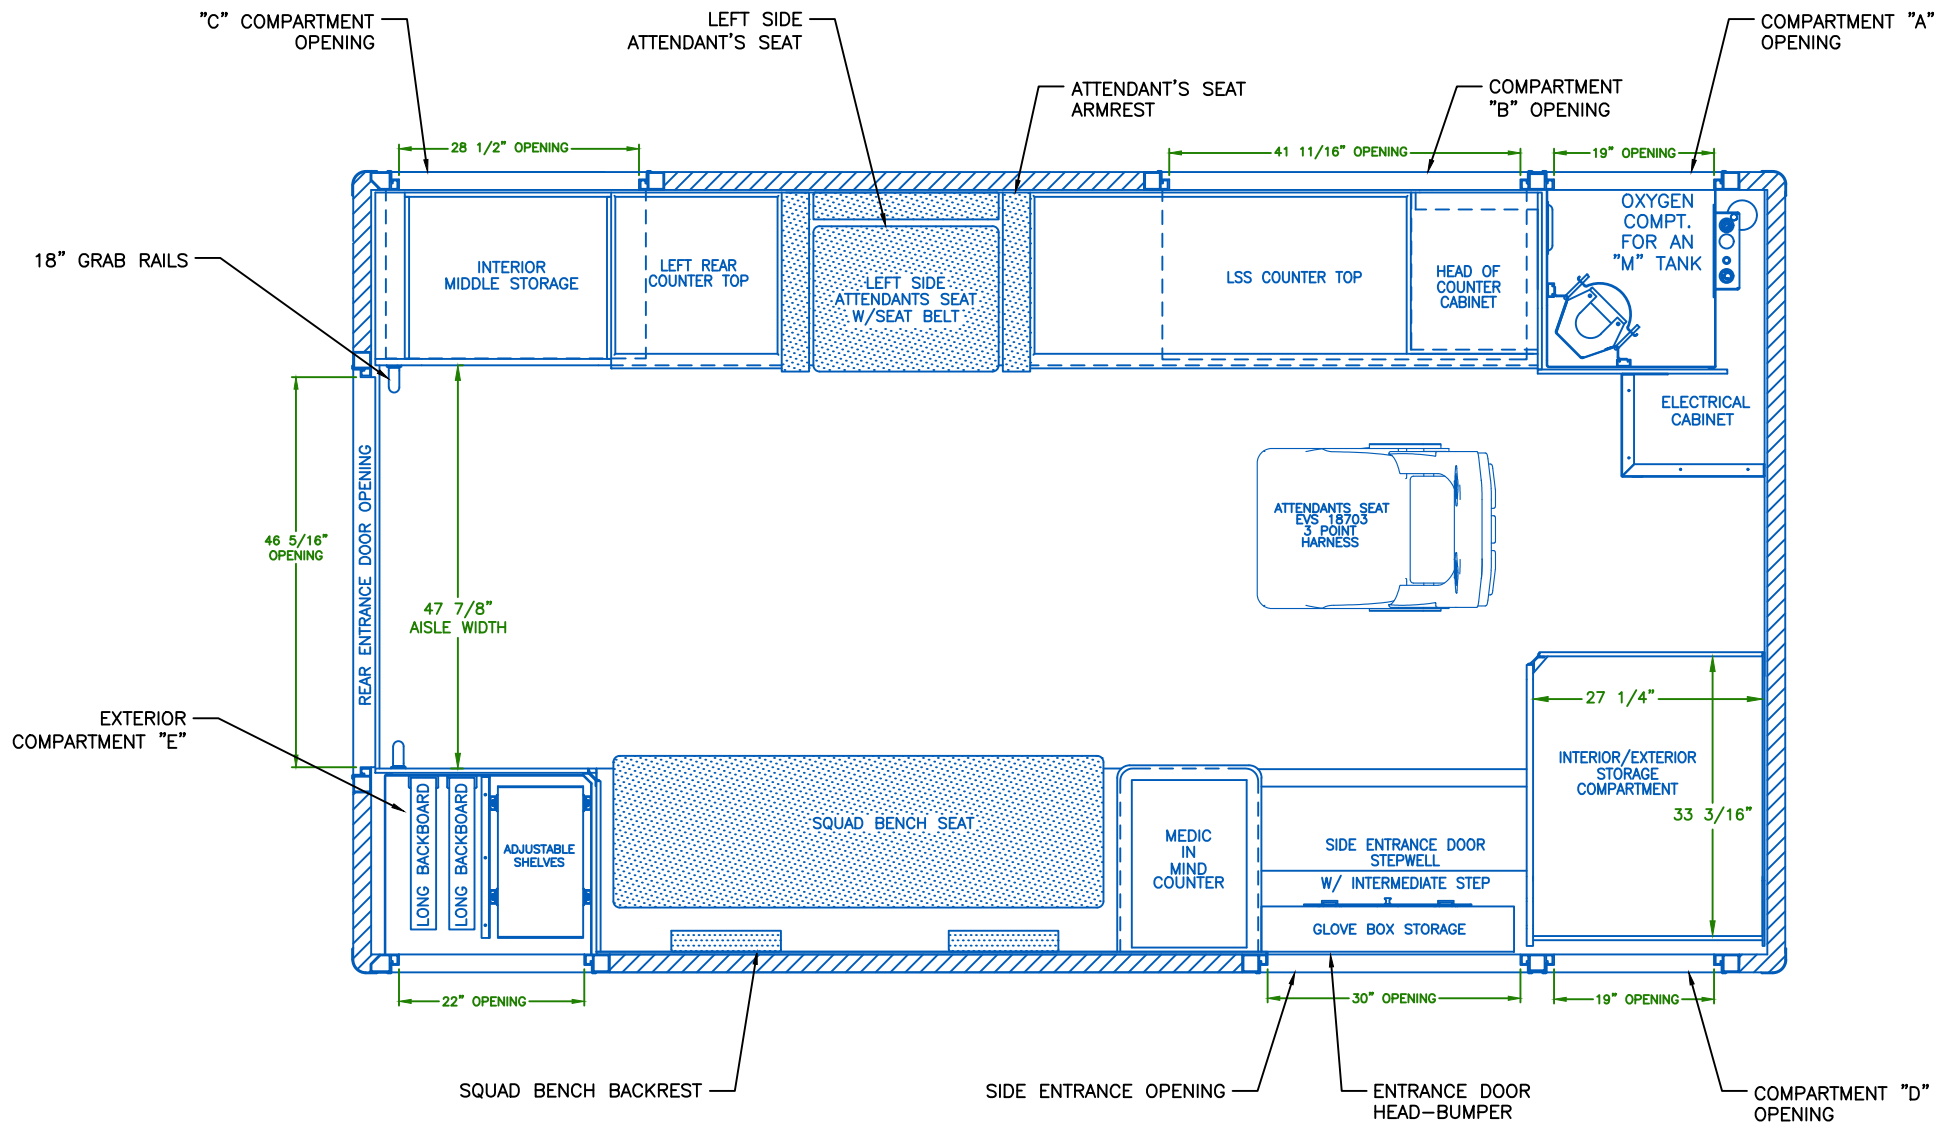 "C" COMPARTMENT
OPENING
LEFT SIDE
ATTENDANT'S SEAT
COMPARTMENT "A"
OPENING
ATTENDANT'S SEAT
ARMREST
COMPARTMENT
"B" OPENING
28 1/2" OPENING
41 11/16" OPENING
19" OPENING
18" GRAB RAILS
INTERIOR
MIDDLE STORAGE
LEFT REAR
COUNTER TOP
LEFT SIDE
ATTENDANTS SEAT
W/SEAT BELT
LSS COUNTER TOP
HEAD OF
COUNTER
CABINET
OXYGEN
COMPT.
FOR AN
"M" TANK
ELECTRICAL
CABINET
REAR ENTRANCE DOOR OPENING
46 5/16"
OPENING
47 7/8"
AISLE WIDTH
ATTENDANTS SEAT
EVS 18703
3 POINT
HARNESS
EXTERIOR
COMPARTMENT "E"
27 1/4"
INTERIOR/EXTERIOR
STORAGE
COMPARTMENT
33 3/16"
LONG BACKBOARD
LONG BACKBOARD
ADJUSTABLE
SHELVES
SQUAD BENCH SEAT
MEDIC
IN
MIND
COUNTER
SIDE ENTRANCE DOOR
STEPWELL
W/ INTERMEDIATE STEP
GLOVE BOX STORAGE
22" OPENING
30" OPENING
19" OPENING
SQUAD BENCH BACKREST
SIDE ENTRANCE OPENING
ENTRANCE DOOR
HEAD-BUMPER
COMPARTMENT "D"
OPENING